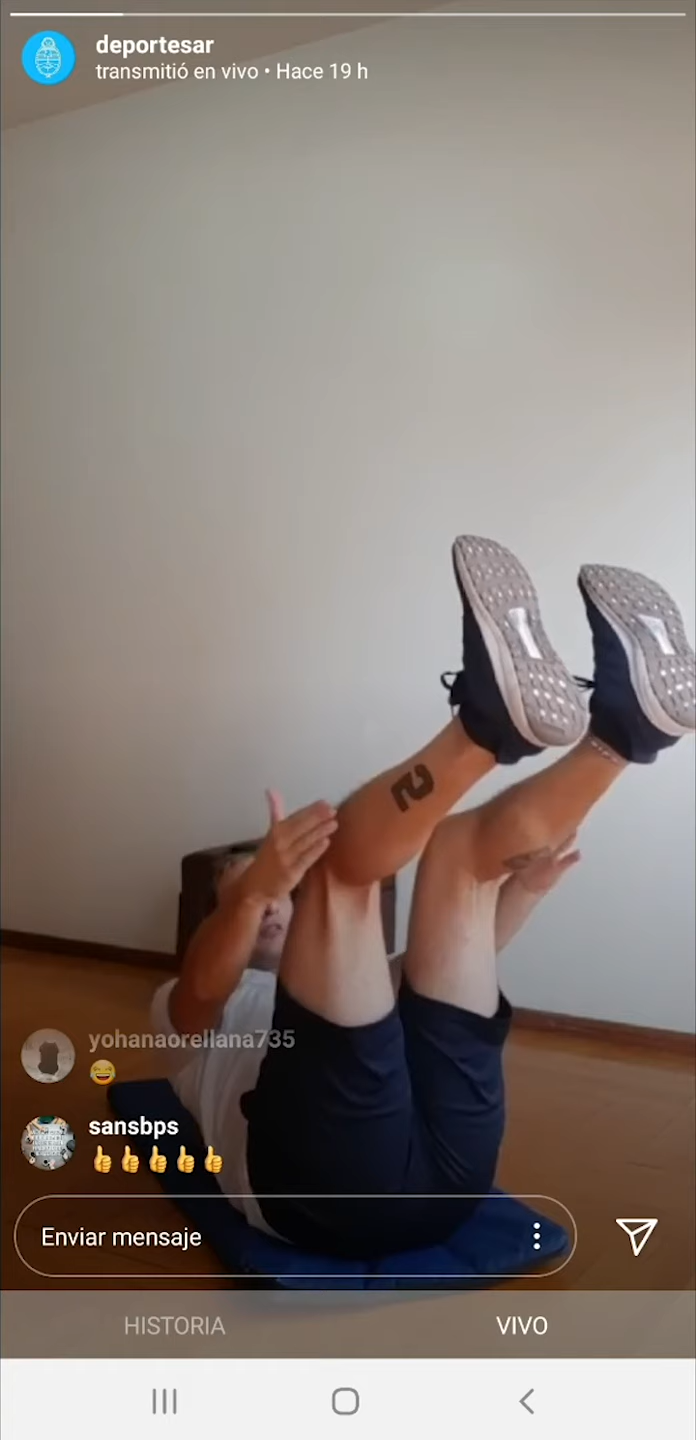 deportesar
transmitió en vivo • Hace 19 h
2
yohanaorellana735
😆
sansbps
👍👍👍👍👍
Enviar mensaje
HISTORIA
VIVO